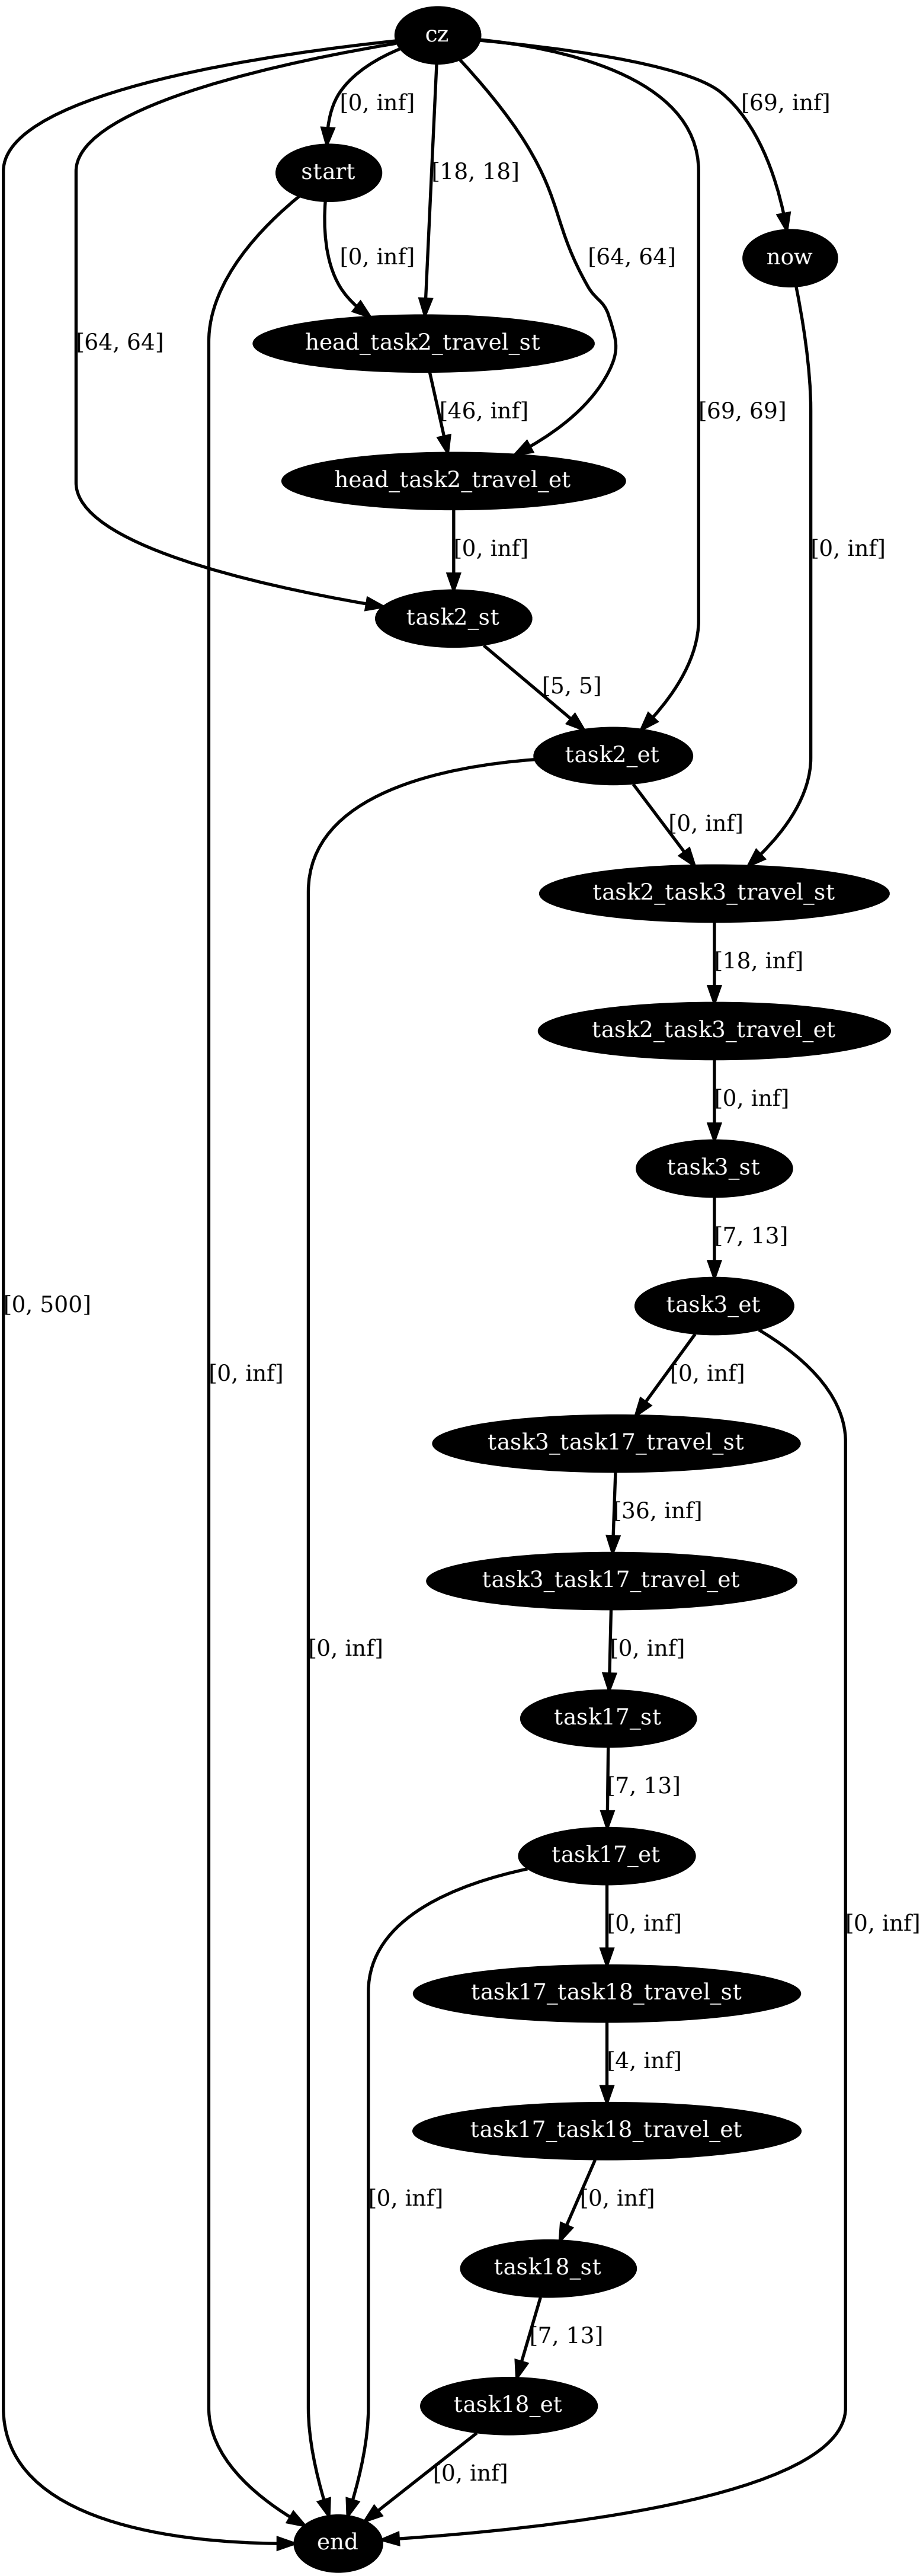 cz
[0, inf]
[69, inf]
start
[18, 18]
now
[0, inf]
[64, 64]
head_task2_travel_st
[64, 64]
[46, inf]
[69, 69]
head_task2_travel_et
[0, inf]
[0, inf]
task2_st
[5, 5]
task2_et
[0, inf]
task2_task3_travel_st
[18, inf]
task2_task3_travel_et
[0, inf]
task3_st
[7, 13]
task3_et
[0, 500]
[0, inf]
[0, inf]
task3_task17_travel_st
[36, inf]
task3_task17_travel_et
[0, inf]
[0, inf]
task17_st
[7, 13]
task17_et
[0, inf]
[0, inf]
task17_task18_travel_st
[4, inf]
task17_task18_travel_et
[0, inf]
[0, inf]
task18_st
[7, 13]
task18_et
[0, inf]
end